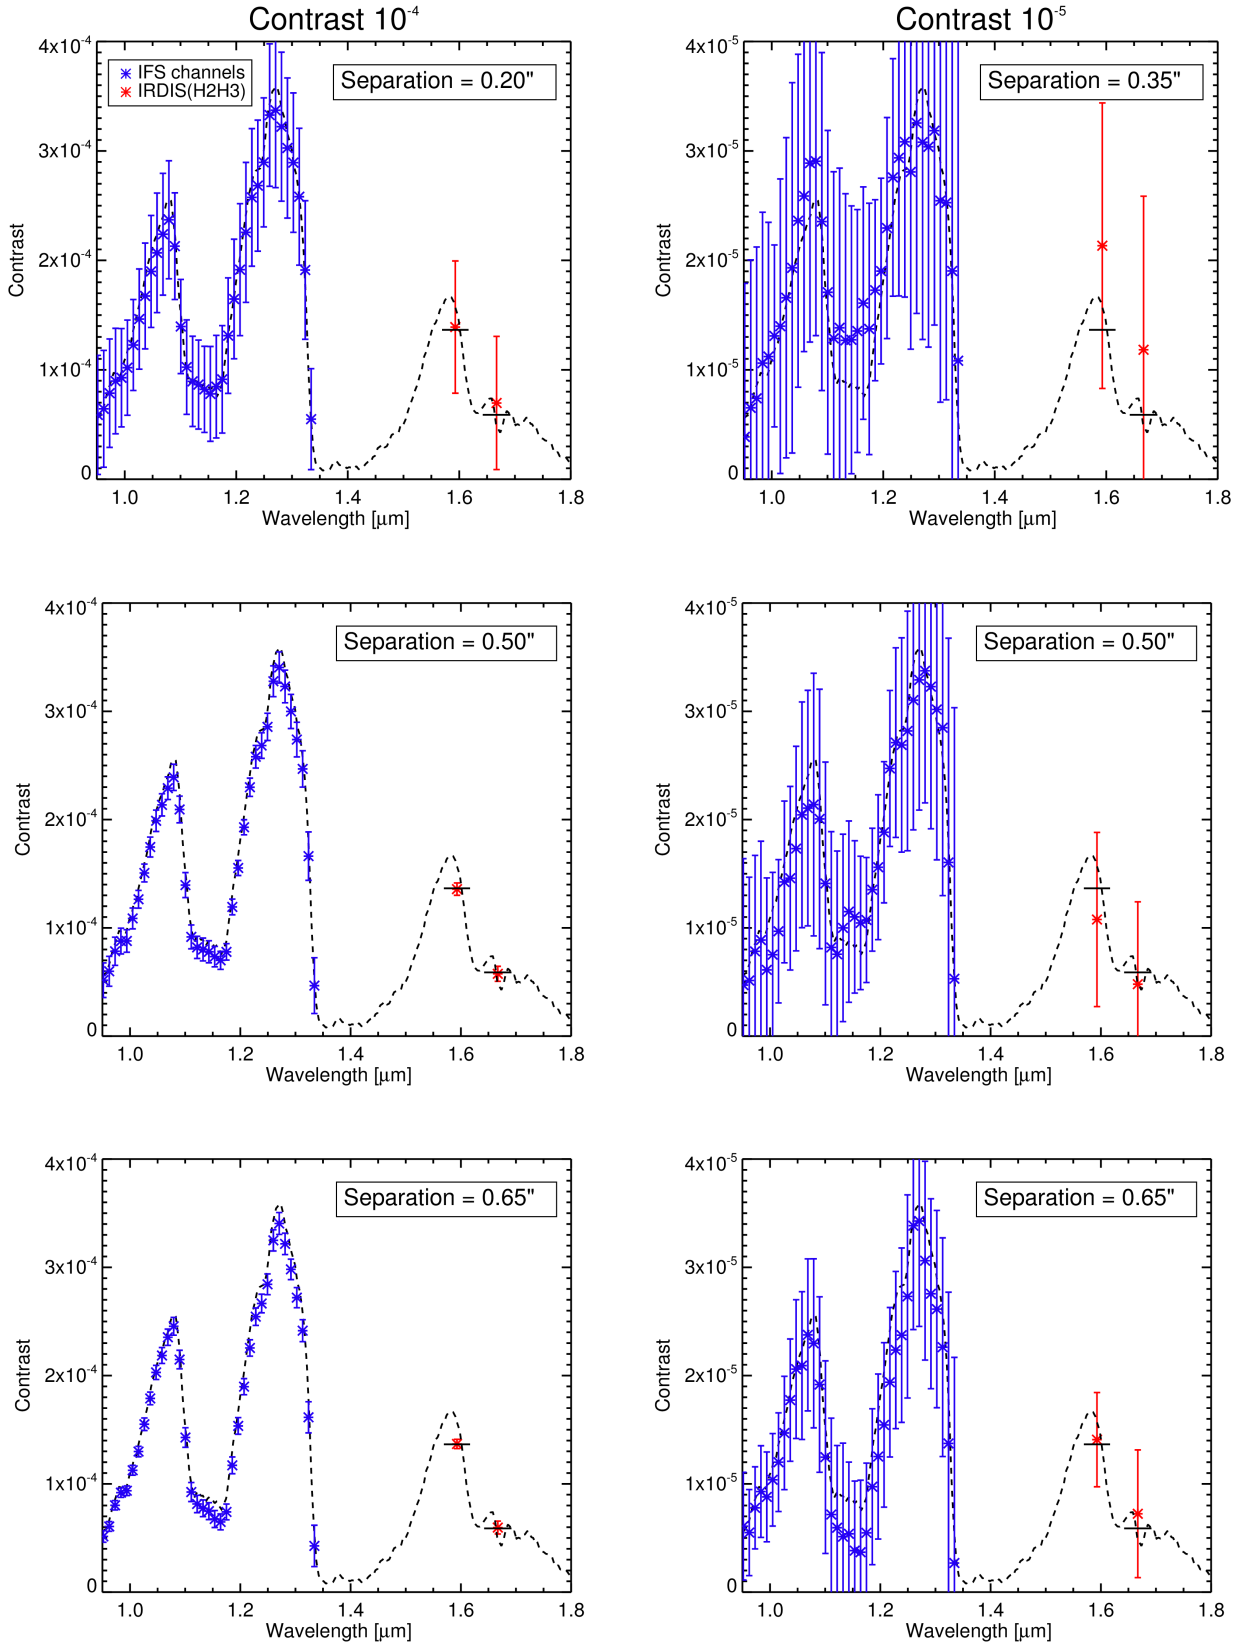 Contrast 10-4
Contrast 10-5
4x10-4
IFS channels
IRDIS(H2H3)
Separation = 0.20"
3x10-4
2x10-4
1x10-4
0
Contrast
1.0 1.2 1.4 1.6 1.8
Wavelength [μm]
4x10-5
Separation = 0.35"
3x10-5
2x10-5
1x10-5
0
Contrast
1.0 1.2 1.4 1.6 1.8
Wavelength [μm]
4x10-4
Separation = 0.50"
3x10-4
2x10-4
1x10-4
0
Contrast
1.0 1.2 1.4 1.6 1.8
Wavelength [μm]
4x10-5
Separation = 0.50"
3x10-5
2x10-5
1x10-5
0
Contrast
1.0 1.2 1.4 1.6 1.8
Wavelength [μm]
4x10-4
Separation = 0.65"
3x10-4
2x10-4
1x10-4
0
Contrast
1.0 1.2 1.4 1.6 1.8
Wavelength [μm]
4x10-5
Separation = 0.65"
3x10-5
2x10-5
1x10-5
0
Contrast
1.0 1.2 1.4 1.6 1.8
Wavelength [μm]